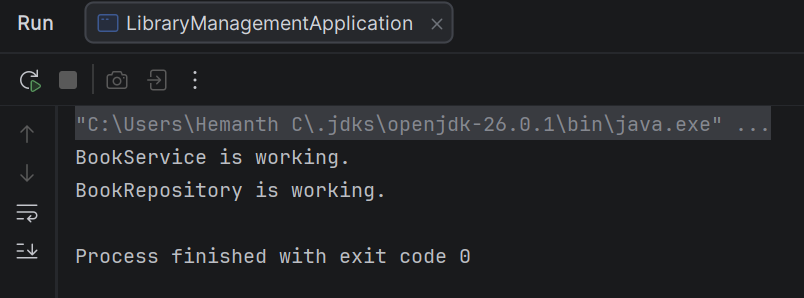 Run
LibraryManagementApplication
"C:\Users\Hemanth C\.jdks\openjdk-26.0.1\bin\java.exe" ...
BookService is working.
BookRepository is working.
Process finished with exit code 0